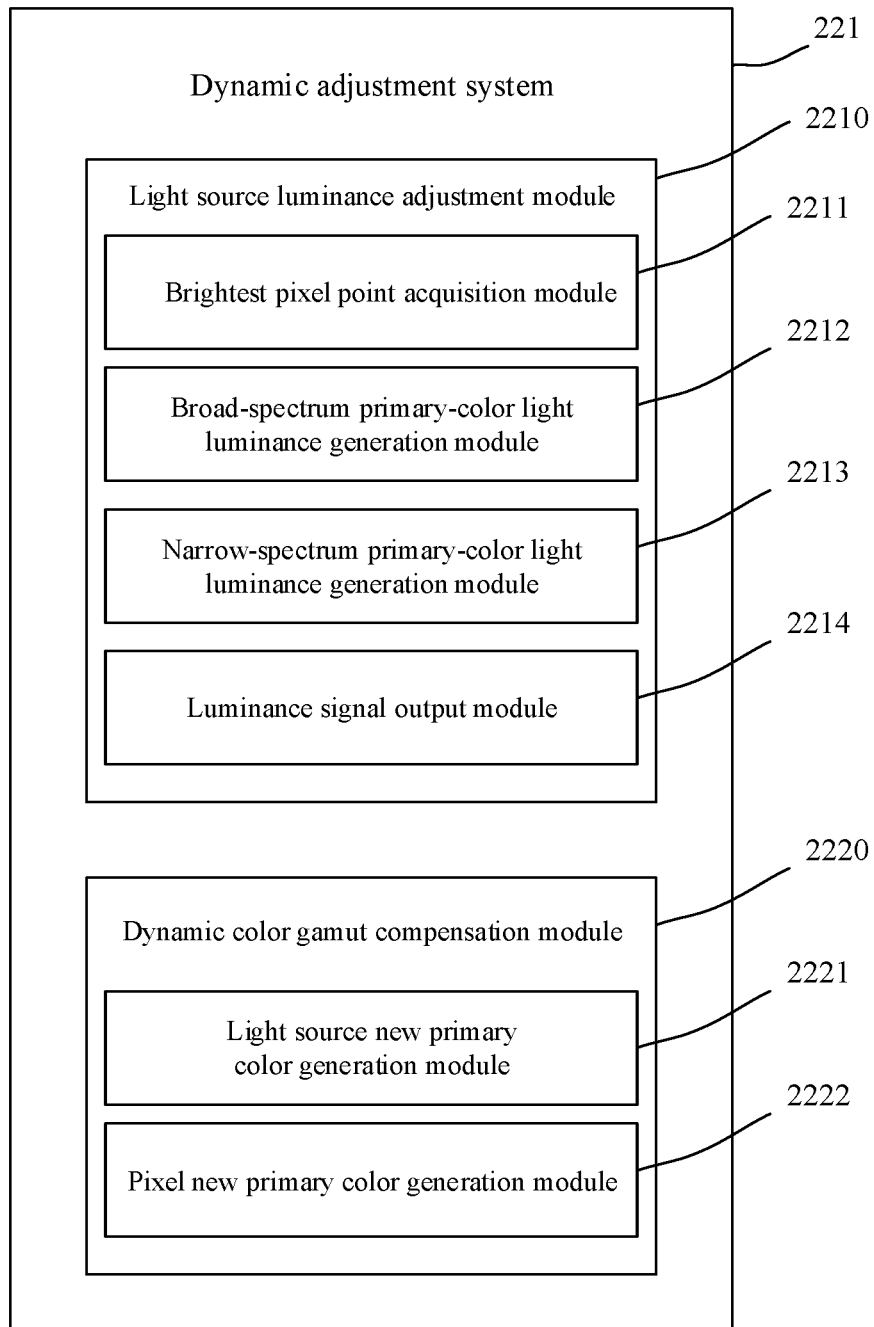 221
Dynamic adjustment system
2210
Light source luminance adjustment module
2211
Brightest pixel point acquisition module
2212
Broad-spectrum primary-color light
luminance generation module
2213
Narrow-spectrum primary-color light
luminance generation module
2214
Luminance signal output module
2220
Dynamic color gamut compensation module
2221
Light source new primary
color generation module
2222
Pixel new primary color generation module